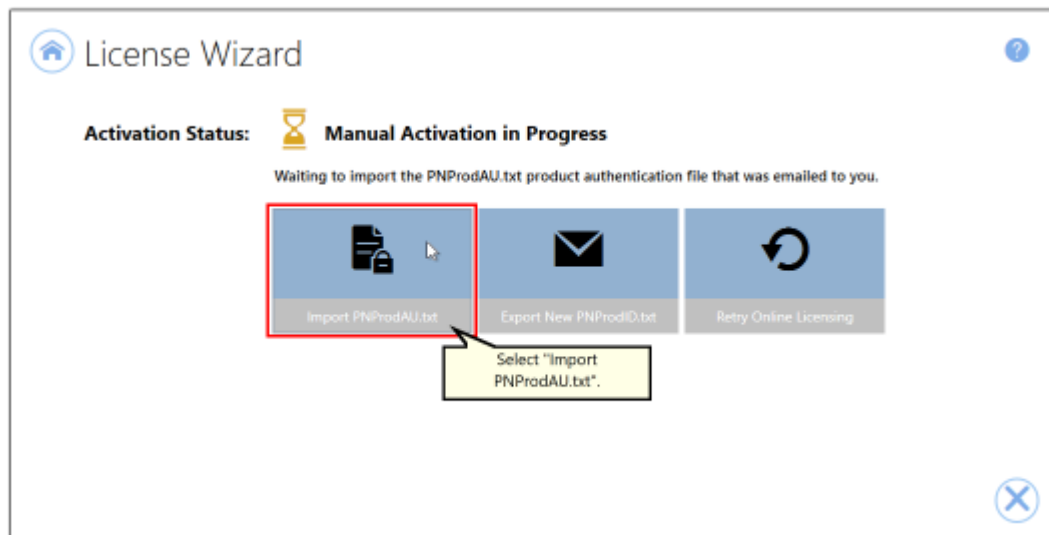 License Wizard
?
Activation Status:
Manual Activation in Progress
Waiting to import the PNProdAU.txt product authentication file that was emailed to you.
Import PNProdAU.txt
Export New PNProdID.txt
Retry Online Licensing
Select "Import
PNProdAU.txt".